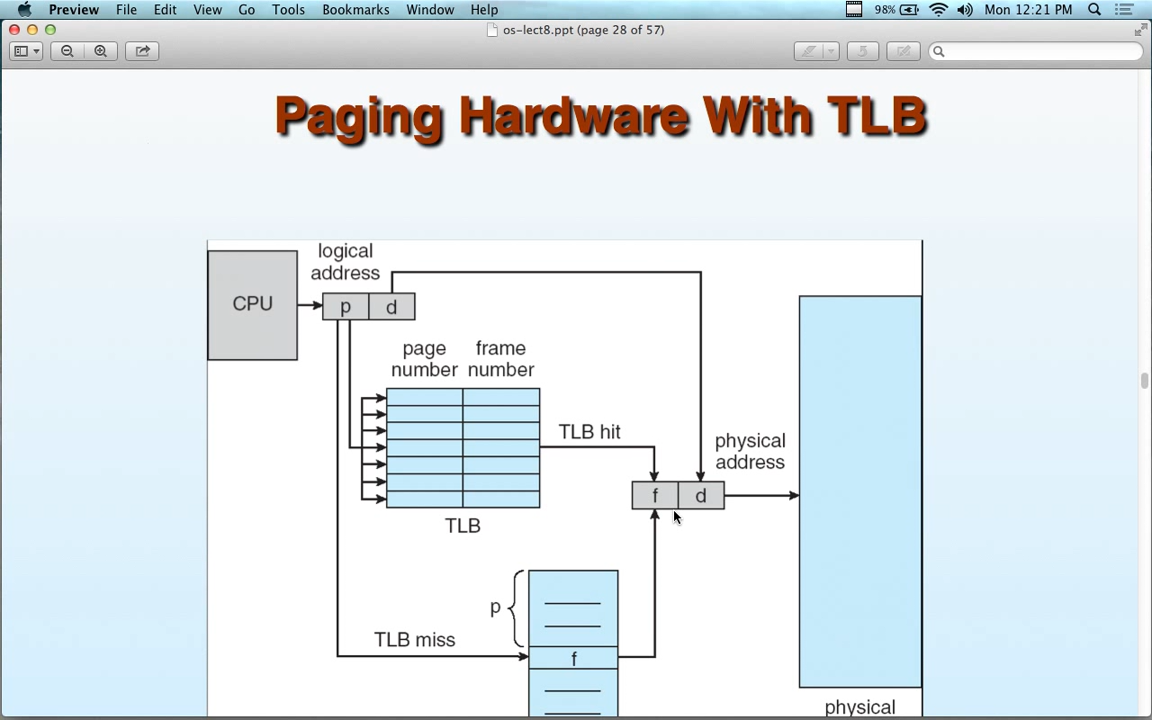 Preview File Edit View Go Tools Bookmarks Window Help 98% Mon 12:21 PM
os-lect8.ppt (page 28 of 57)
Paging Hardware With TLB
logical
address
CPU
p d
page frame
number number
TLB hit
physical
address
f d
TLB
p
TLB miss
f
physical